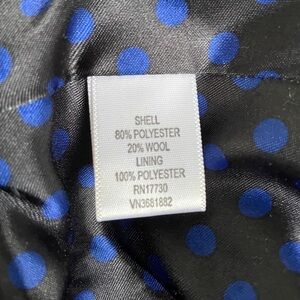 SHELL
80% POLYESTER
20% WOOL
LINING
100% POLYESTER
RN17730
VN3681882